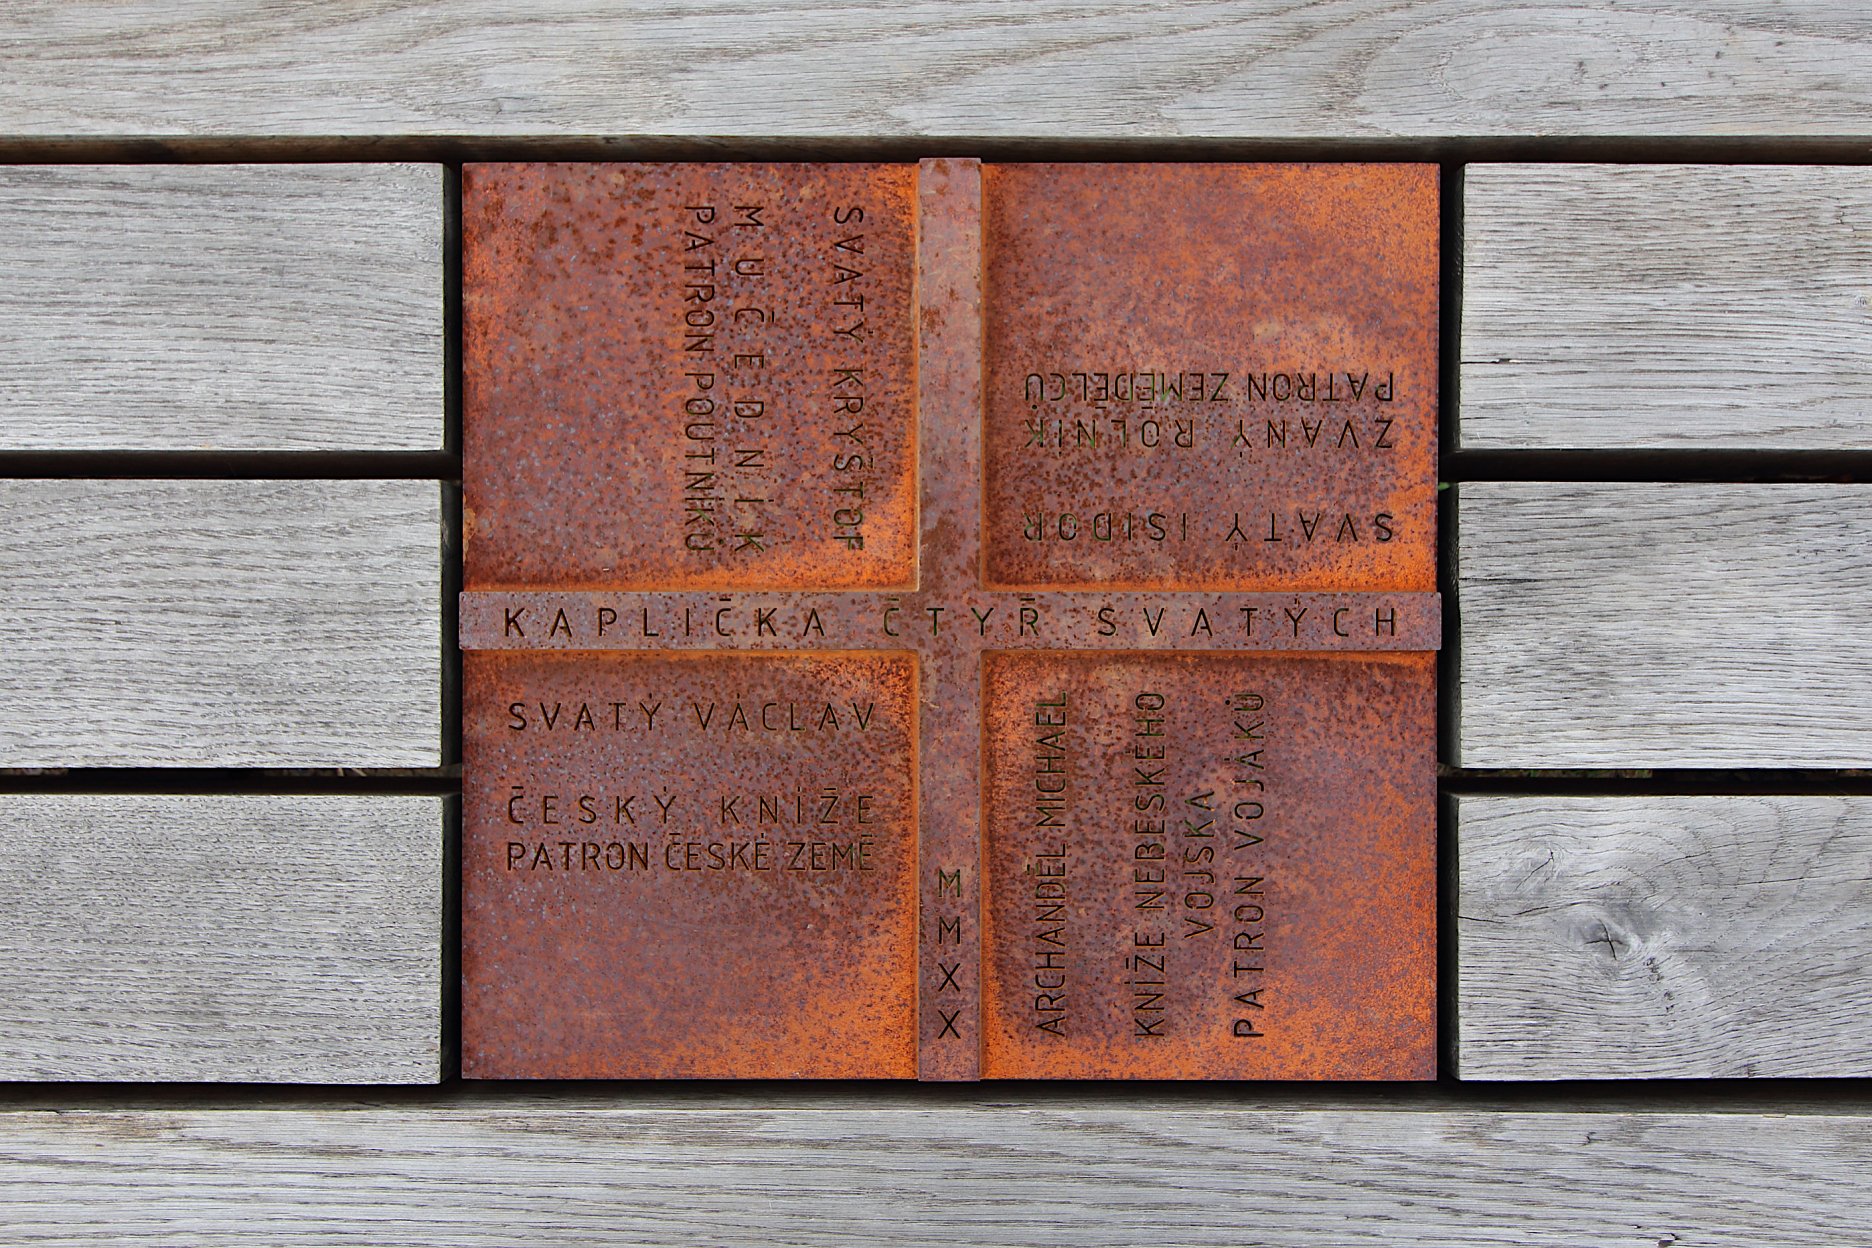 SVATÝ KRYŠTOF
MUČEDNÍK
PATRON POUTNÍKŮ
SVATÝ ISIDOR
ZVANÝ ROLNÍK
PATRON ZEMĚDĚLCŮ
KAPLIČKA ČTYŘ SVATÝCH
SVATÝ VÁCLAV
ČESKÝ KNÍŽE
PATRON ČESKÉ ZEMĚ
MMXX
ARCHANDĚL MICHAEL
KNÍŽE NEBESKÉHO
VOJSKA
PATRON VOJÁKŮ